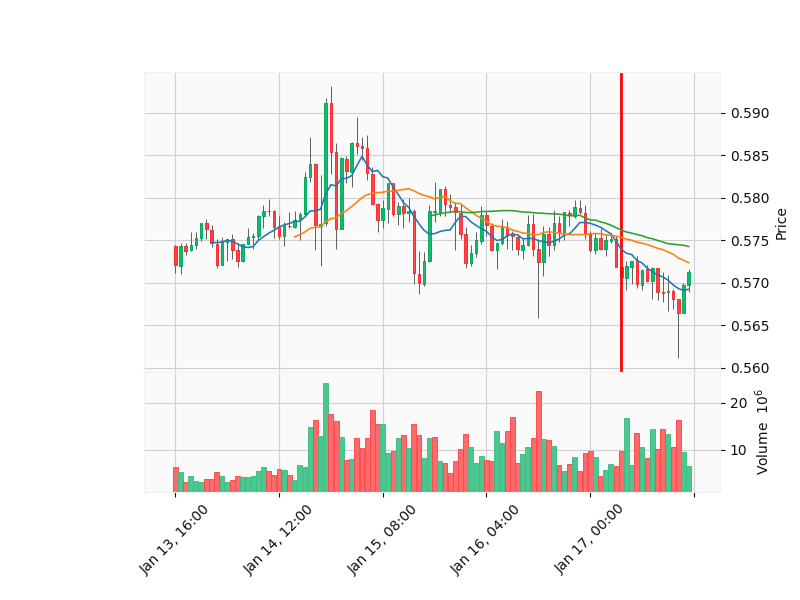 0.590
0.585
0.580
0.575
0.570
0.565
0.560
Price
20
10
Volume 10^6
Jan 13, 16:00
Jan 14, 12:00
Jan 15, 08:00
Jan 16, 04:00
Jan 17, 00:00